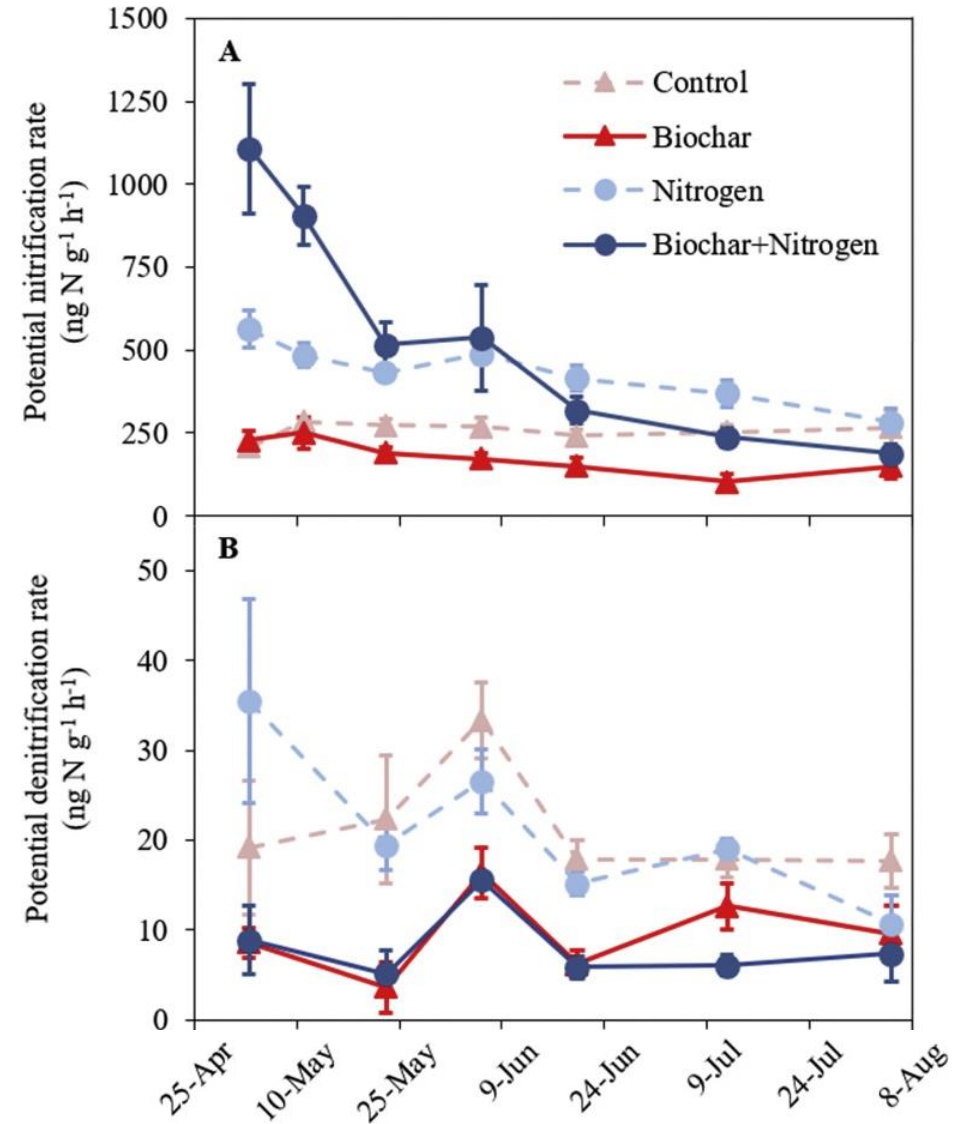 A
Potential nitrification rate
(ng N g⁻¹ h⁻¹)
1500
1250
1000
750
500
250
0
Control
Biochar
Nitrogen
Biochar+Nitrogen
B
Potential denitrification rate
(ng N g⁻¹ h⁻¹)
50
40
30
20
10
0
25-Apr
10-May
25-May
9-Jun
24-Jun
9-Jul
24-Jul
8-Aug